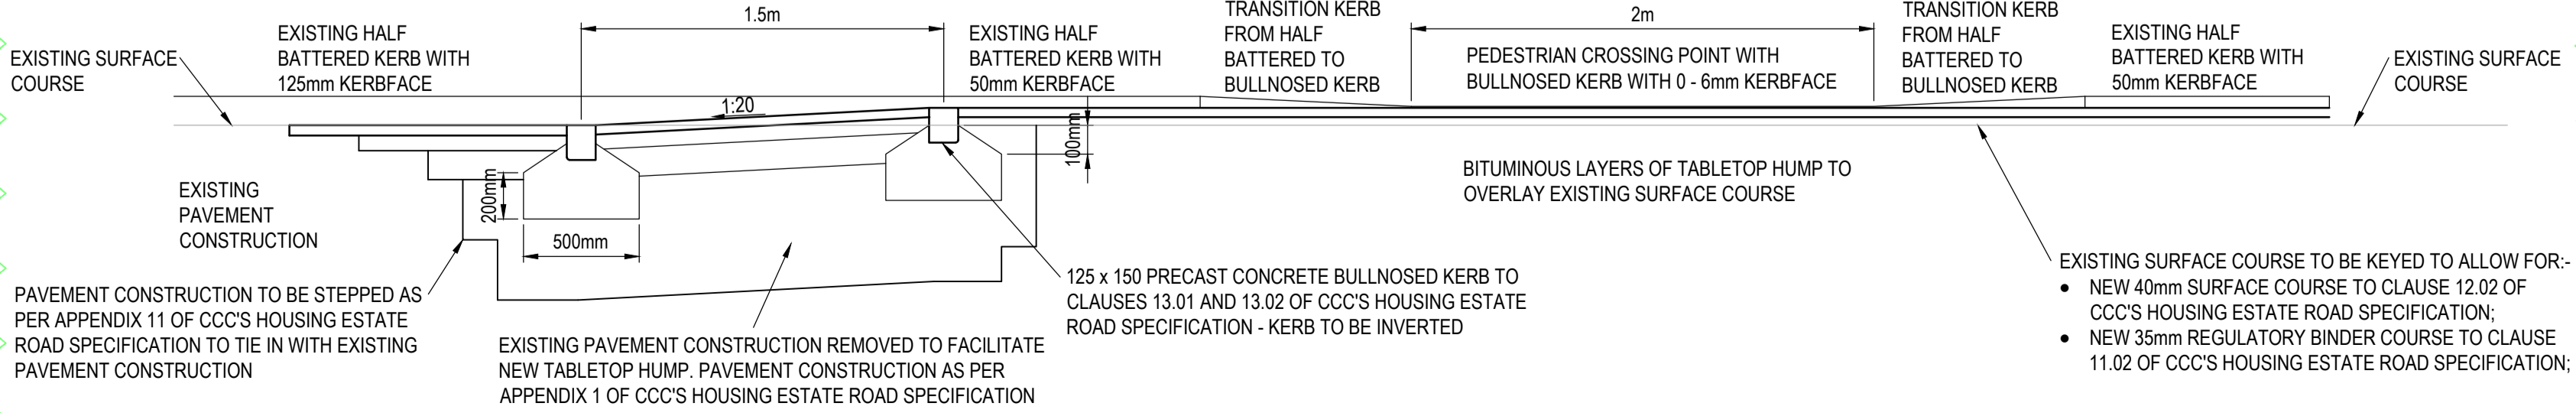 EXISTING SURFACE
COURSE
EXISTING HALF
BATTERED KERB WITH
125mm KERBFACE
1.5m
EXISTING HALF
BATTERED KERB WITH
50mm KERBFACE
TRANSITION KERB
FROM HALF
BATTERED TO
BULLNOSED KERB
2m
PEDESTRIAN CROSSING POINT WITH
BULLNOSED KERB WITH 0 - 6mm KERBFACE
TRANSITION KERB
FROM HALF
BATTERED TO
BULLNOSED KERB
EXISTING HALF
BATTERED KERB WITH
50mm KERBFACE
EXISTING SURFACE
COURSE
1:20
100mm
200mm
500mm
EXISTING
PAVEMENT
CONSTRUCTION
BITUMINOUS LAYERS OF TABLETOP HUMP TO
OVERLAY EXISTING SURFACE COURSE
PAVEMENT CONSTRUCTION TO BE STEPPED AS
PER APPENDIX 11 OF CCC'S HOUSING ESTATE
ROAD SPECIFICATION TO TIE IN WITH EXISTING
PAVEMENT CONSTRUCTION
EXISTING PAVEMENT CONSTRUCTION REMOVED TO FACILITATE
NEW TABLETOP HUMP. PAVEMENT CONSTRUCTION AS PER
APPENDIX 1 OF CCC'S HOUSING ESTATE ROAD SPECIFICATION
125 x 150 PRECAST CONCRETE BULLNOSED KERB TO
CLAUSES 13.01 AND 13.02 OF CCC'S HOUSING ESTATE
ROAD SPECIFICATION - KERB TO BE INVERTED
EXISTING SURFACE COURSE TO BE KEYED TO ALLOW FOR:-
● NEW 40mm SURFACE COURSE TO CLAUSE 12.02 OF
CCC'S HOUSING ESTATE ROAD SPECIFICATION;
● NEW 35mm REGULATORY BINDER COURSE TO CLAUSE
11.02 OF CCC'S HOUSING ESTATE ROAD SPECIFICATION;